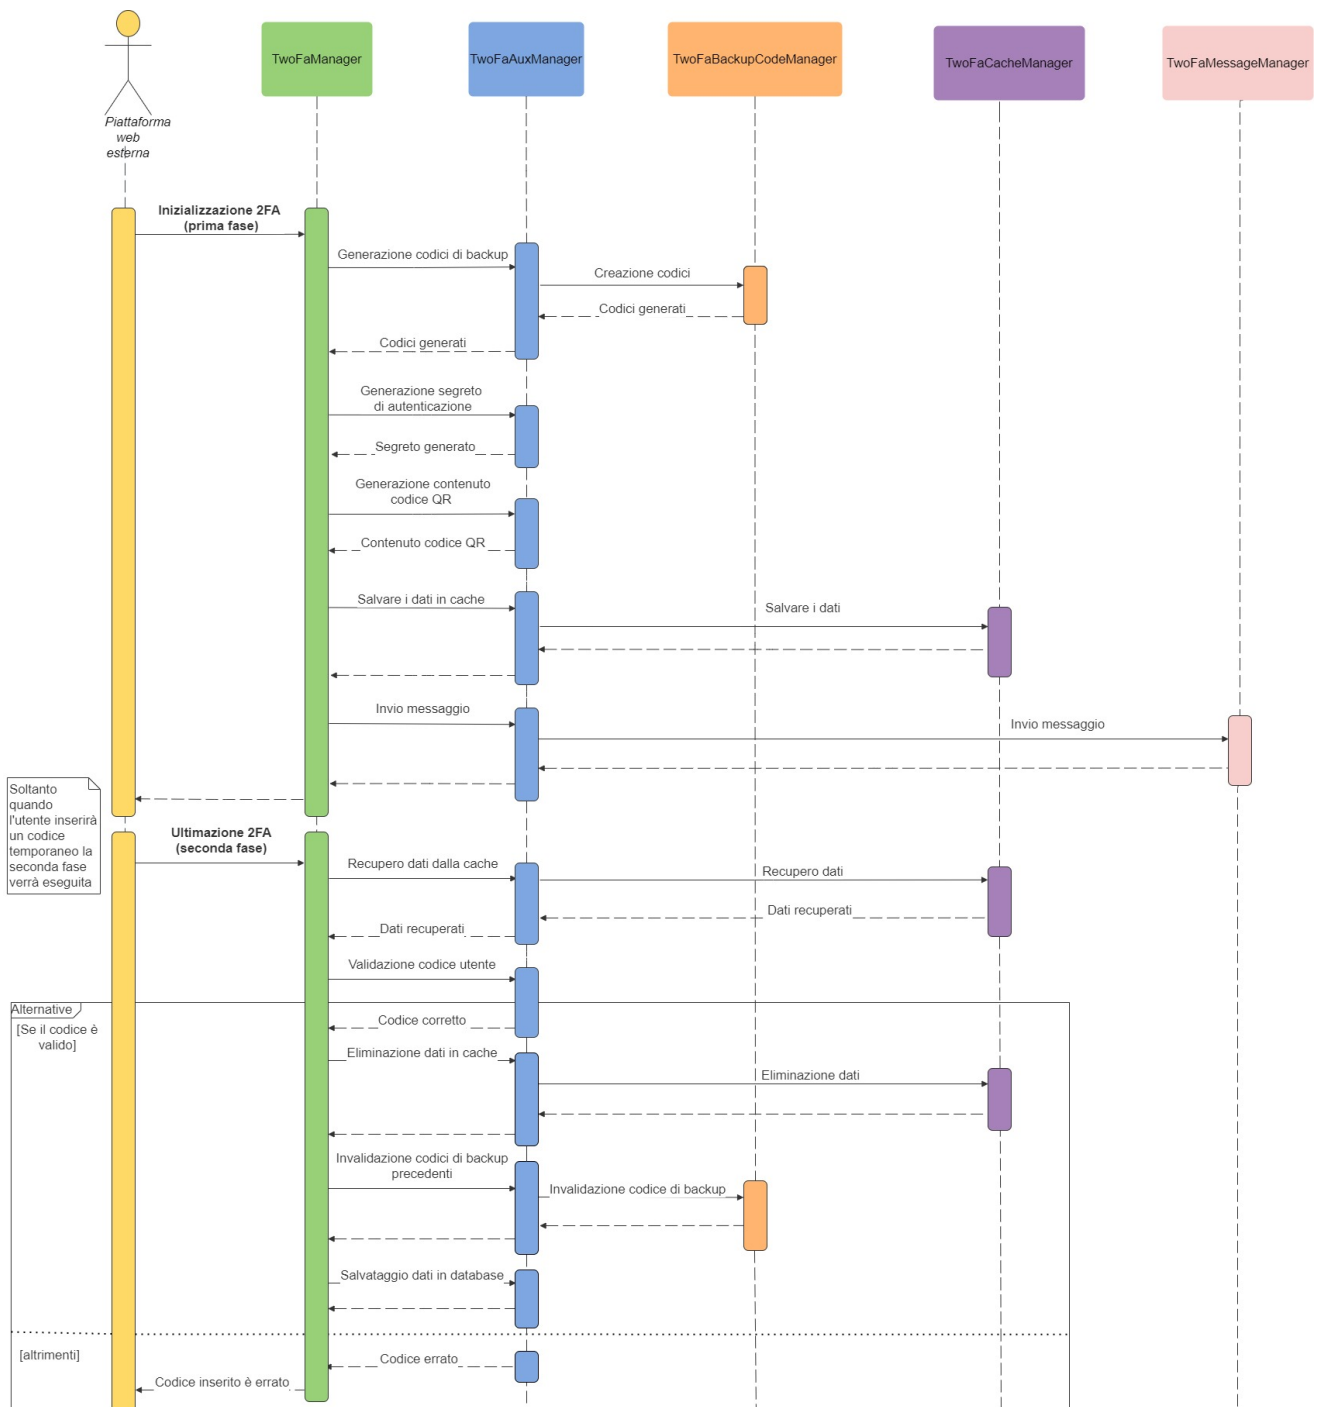 TwoFaManager
TwoFaAuxManager
TwoFaBackupCodeManager
TwoFaCacheManager
TwoFaMessageManager
Piattaforma
web
esterna
Inizializzazione 2FA
(prima fase)
Generazione codici di backup
Creazione codici
Codici generati
Codici generati
Generazione segreto
di autenticazione
Segreto generato
Generazione contenuto
codice QR
Contenuto codice QR
Salvare i dati in cache
Salvare i dati
Invio messaggio
Invio messaggio
Soltanto
quando
l'utente inserirà
un codice
temporaneo la
seconda fase
verrà eseguita
Ultimazione 2FA
(seconda fase)
Recupero dati dalla cache
Recupero dati
Dati recuperati
Dati recuperati
Validazione codice utente
Alternative
[Se il codice è
valido]
Codice corretto
Eliminazione dati in cache
Eliminazione dati
Invalidazione codici di backup
precedenti
Invalidazione codice di backup
Salvataggio dati in database
[altrimenti]
Codice errato
Codice inserito è errato